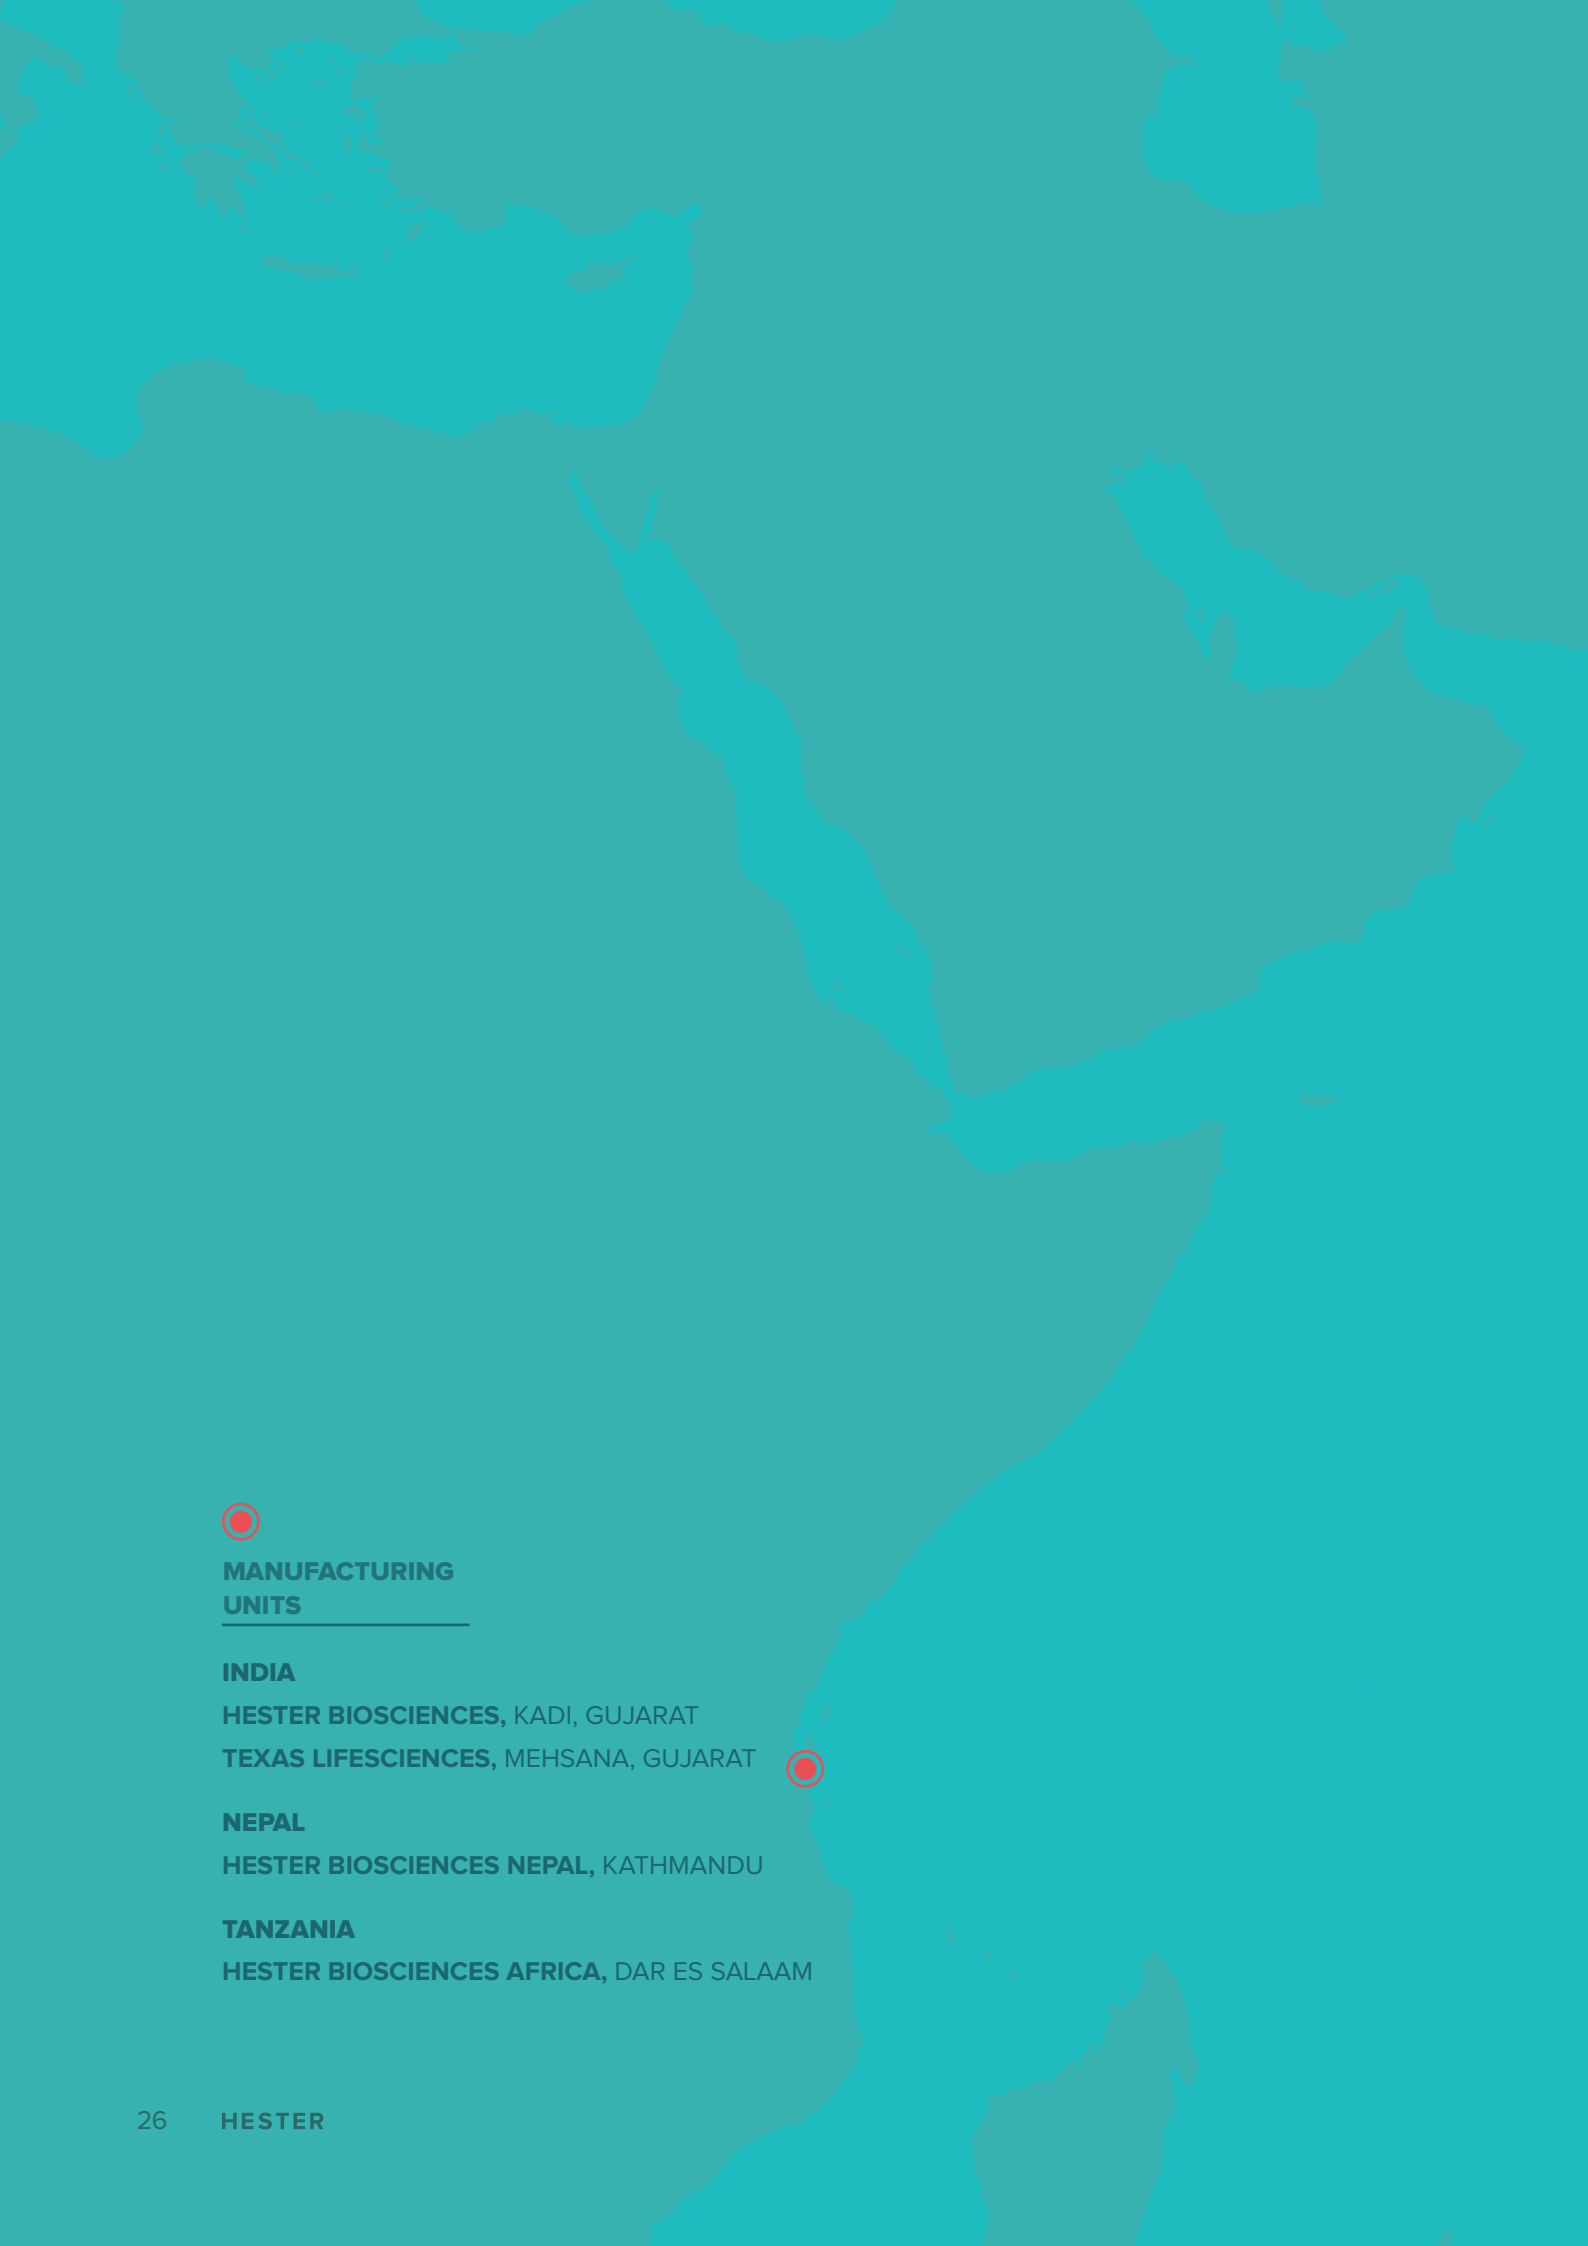 MANUFACTURING
UNITS
INDIA
HESTER BIOSCIENCES, KADI, GUJARAT
TEXAS LIFESCIENCES, MEHSANA, GUJARAT
NEPAL
HESTER BIOSCIENCES NEPAL, KATHMANDU
TANZANIA
HESTER BIOSCIENCES AFRICA, DAR ES SALAAM
26 HESTER